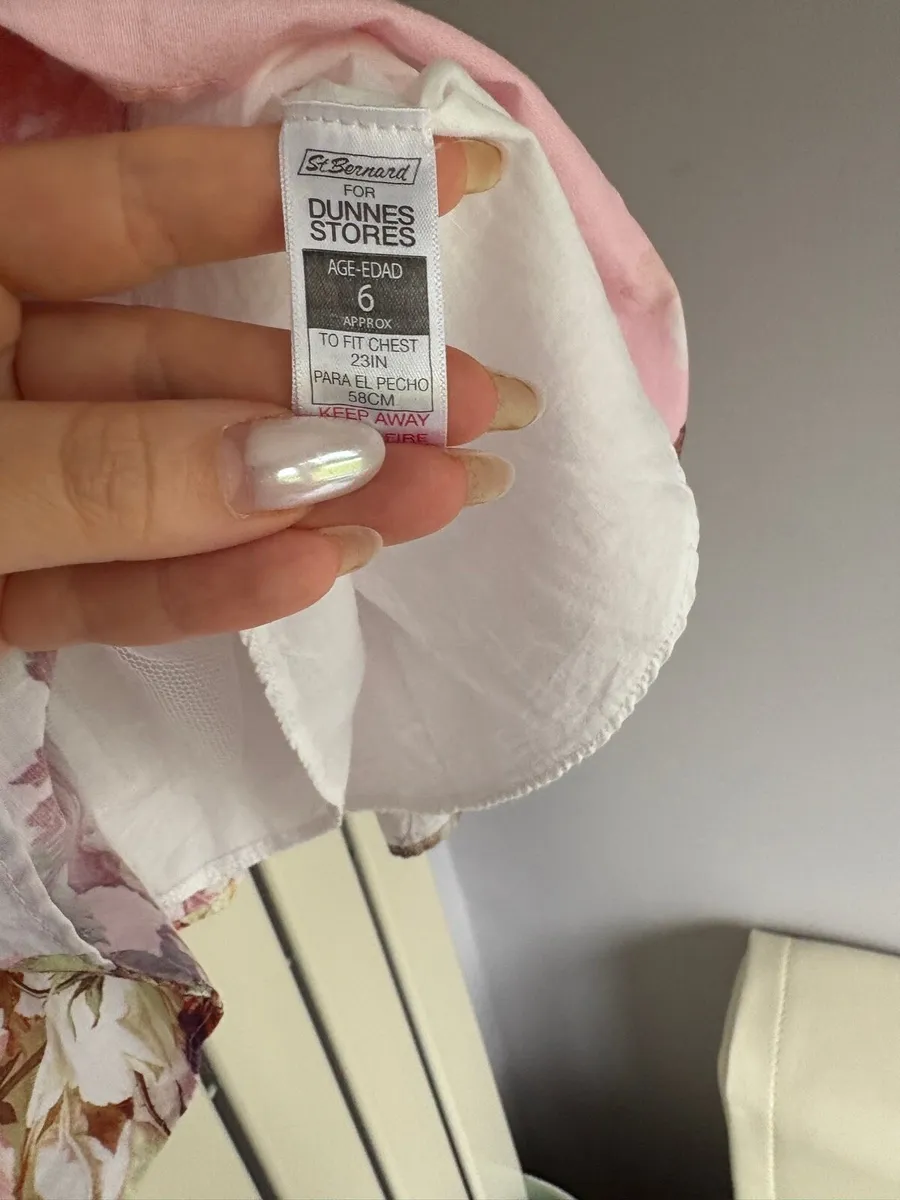 St Bernard
FOR
DUNNES
STORES
AGE-EDAD
6
APPROX
TO FIT CHEST
23IN
PARA EL PECHO
58CM
KEEP AWAY
FIRE